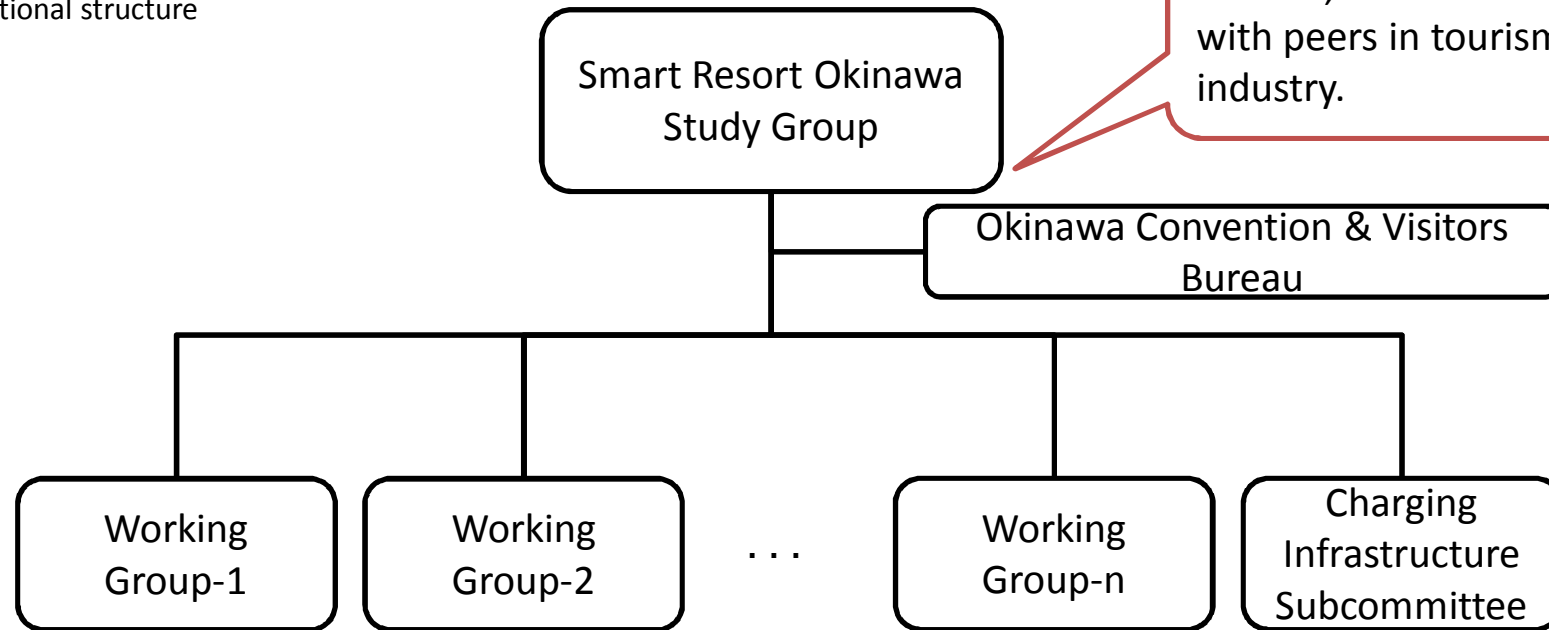 tional structure
with peers in tourism
industry.
Smart Resort Okinawa
Study Group
Okinawa Convention & Visitors
Bureau
Working
Group-1
Working
Group-2
. . .
Working
Group-n
Charging
Infrastructure
Subcommittee